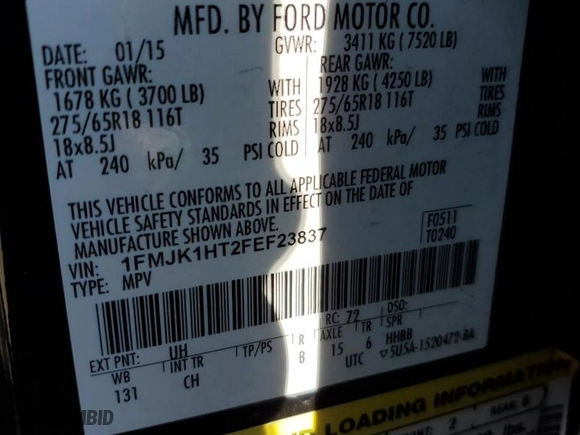 MFD. BY FORD MOTOR CO.
DATE: 01/15 GVWR: 3411 KG (7520 LB)
FRONT GAWR: REAR GAWR:
1678 KG (3700 LB) 1928 KG (4250 LB)
275/65R18 116T TIRES 275/65R18 116T TIRES
18x8.5J RIMS 18x8.5J RIMS
AT 240 kPa/ 35 PSI COLD AT 240 kPa/ 35 PSI COLD
THIS VEHICLE CONFORMS TO ALL APPLICABLE FEDERAL MOTOR
VEHICLE SAFETY STANDARDS IN EFFECT ON THE DATE OF
MANUFACTURE SHOWN ABOVE.
F0511
T0240
VIN: 1FMJK1HT2FEF23837
TYPE: MPV
RC: 72 DSO:
EXT PNT: UH
WB INT TR TP/PS R AXLE TR SPR
131 CH B 15 6 HHBB
UTC 5U5A-1520472-BA
LOADING INFORMATION
2 REAR